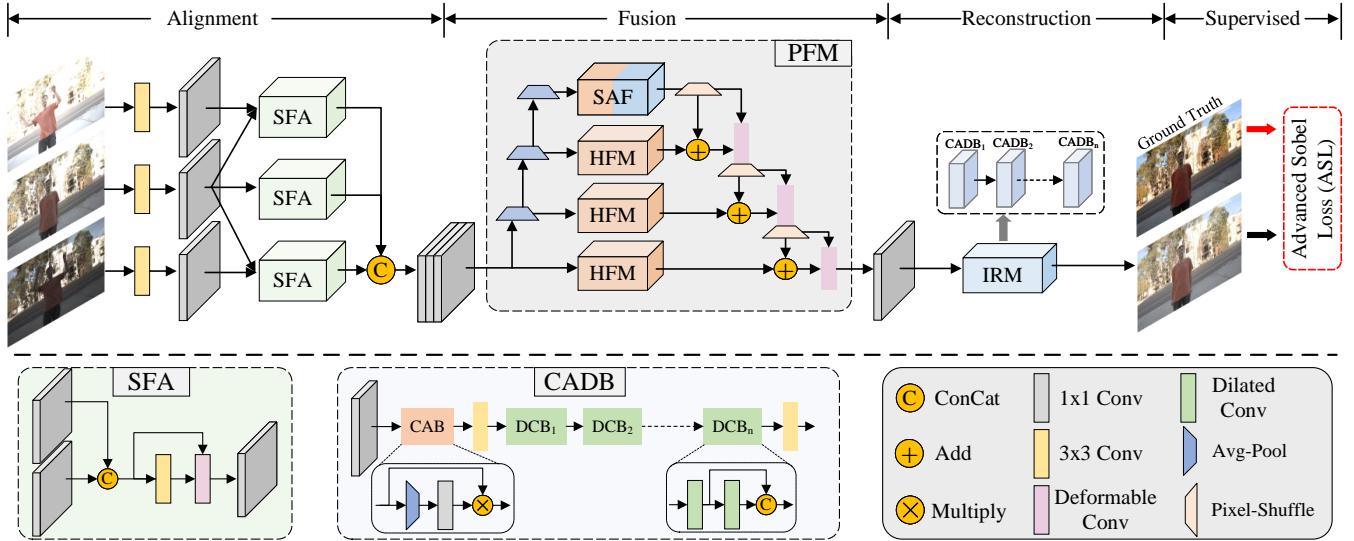 Alignment
Fusion
Reconstruction
Supervised
PFM
SFA
SFA
SFA
C
SAF
HFM
HFM
HFM
+
+
+
CADB1
CADB2
CADBn
IRM
Ground Truth
Advanced Sobel
Loss (ASL)
SFA
C
CADB
CAB
DCB1
DCB2
DCBn
×
C
C ConCat
1x1 Conv
Dilated
Conv
+ Add
3x3 Conv
Avg-Pool
× Multiply
Deformable
Conv
Pixel-Shuffle